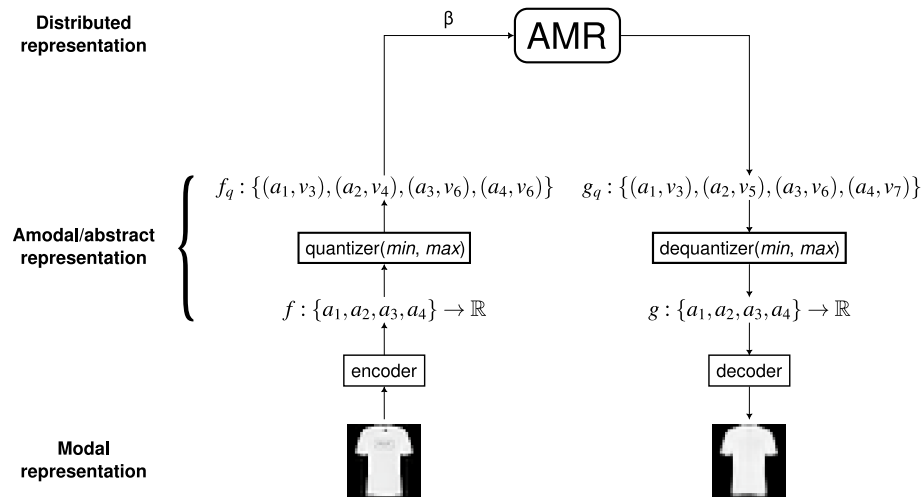 Distributed
representation
β
AMR
f_q : {(a_1, v_3), (a_2, v_4), (a_3, v_6), (a_4, v_6)}
g_q : {(a_1, v_3), (a_2, v_5), (a_3, v_6), (a_4, v_7)}
Amodal/abstract
representation
quantizer(min, max)
dequantizer(min, max)
f : {a_1, a_2, a_3, a_4} → ℝ
g : {a_1, a_2, a_3, a_4} → ℝ
encoder
decoder
Modal
representation